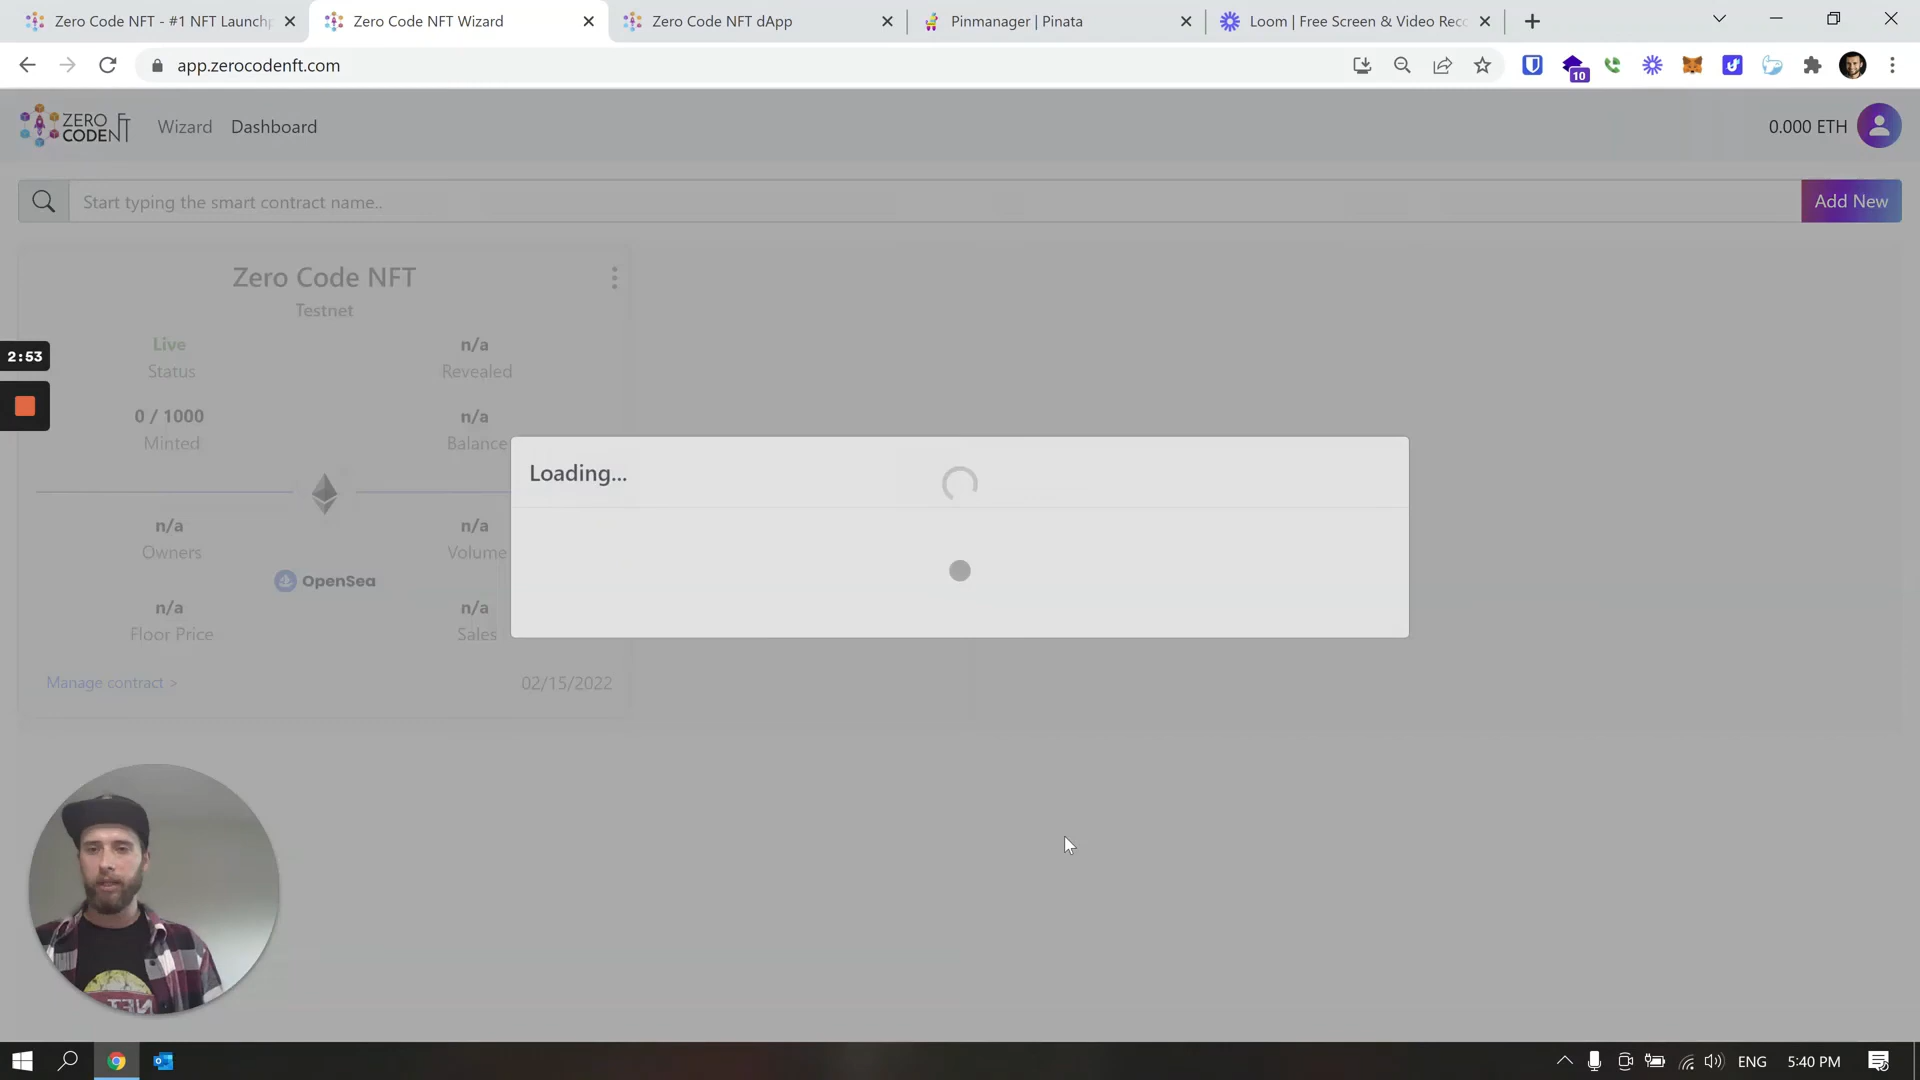 Zero Code NFT - #1 NFT Launchp
Zero Code NFT Wizard
Zero Code NFT dApp
Pinmanager | Pinata
Loom | Free Screen & Video Reco
app.zerocodenft.com
10
ZERO
CODENFT
Wizard
Dashboard
0.000 ETH
Start typing the smart contract name..
Add New
Zero Code NFT
Testnet
Live
n/a
Status
Revealed
2:53
0 / 1000
n/a
Minted
Balance
Loading...
n/a
n/a
Owners
Volume
OpenSea
n/a
n/a
Floor Price
Sales
Manage contract >
02/15/2022
ENG
5:40 PM